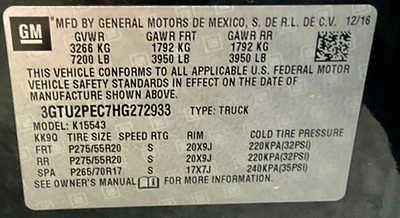 GM
*MFD BY GENERAL MOTORS DE MEXICO, S. DE R.L. DE C.V. 12/16
GVWR GAWR FRT GAWR RR
3266 KG 1792 KG 1792 KG
7200 LB 3950 LB 3950 LB
THIS VEHICLE CONFORMS TO ALL APPLICABLE U.S. FEDERAL MOTOR
VEHICLE SAFETY STANDARDS IN EFFECT ON THE DATE OF
MANUFACTURE SHOWN ABOVE.
3GTU2PEC7HG272933 TYPE: TRUCK
MODEL: K15543
KK9Q TIRE SIZE SPEED RTG RIM COLD TIRE PRESSURE
FRT P275/55R20 S 20X9J 220KPA(32PSI)
RR P275/55R20 S 20X9J 220KPA(32PSI)
SPA P265/70R17 S 17X7J 240KPA(35PSI)
SEE OWNER'S MANUAL FOR MORE INFORMATION.